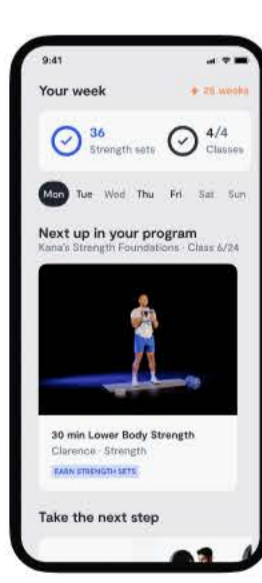 9:41
Your week
26 weeks
36
Strength sets
4/4
Classes
Mon Tue Wed Thu Fri Sat Sun
Next up in your program
Kana's Strength Foundations · Class 6/24
30 min Lower Body Strength
Clarence · Strength
EARN STRENGTH SETS
Take the next step